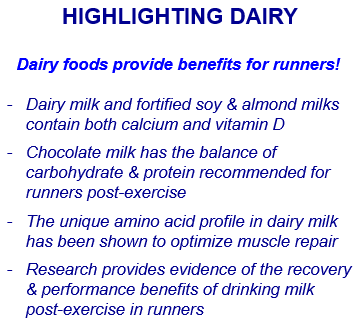 HIGHLIGHTING DAIRY
Dairy foods provide benefits for runners!
- Dairy milk and fortified soy & almond milks
contain both calcium and vitamin D
- Chocolate milk has the balance of
carbohydrate & protein recommended for
runners post-exercise
- The unique amino acid profile in dairy milk
has been shown to optimize muscle repair
- Research provides evidence of the recovery
& performance benefits of drinking milk
post-exercise in runners